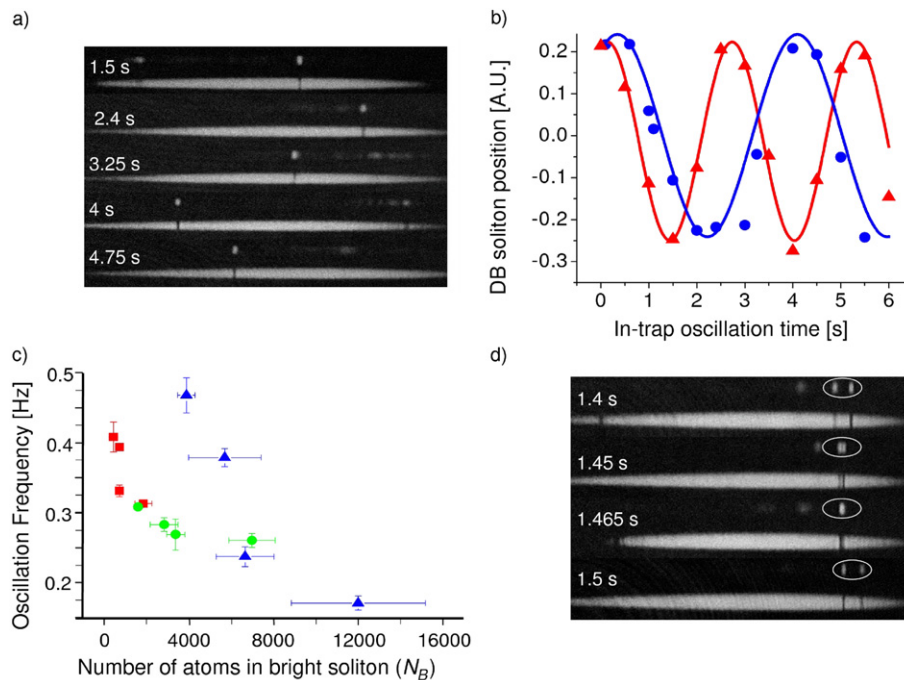 a)
1.5 s
2.4 s
3.25 s
4 s
4.75 s
b)
DB soliton position [A.U.]
0.2
0.1
0.0
-0.1
-0.2
-0.3
0 1 2 3 4 5 6
In-trap oscillation time [s]
c)
Oscillation Frequency [Hz]
0.5
0.4
0.3
0.2
0 4000 8000 12000 16000
Number of atoms in bright soliton (N_B)
d)
1.4 s
1.45 s
1.465 s
1.5 s